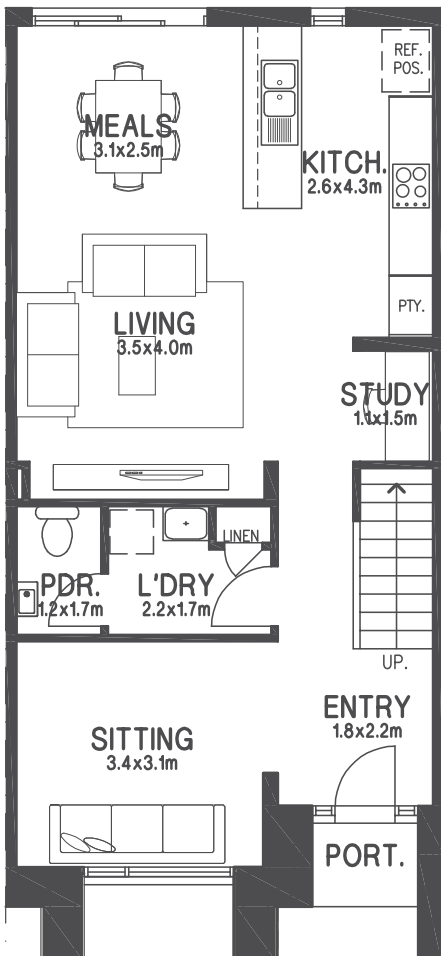 REF.
POS.
MEALS
3.1x2.5m
KITCH.
2.6x4.3m
PTY.
LIVING
3.5x4.0m
STUDY
1.1x1.5m
LINEN
PDR.
1.2x1.7m
L'DRY
2.2x1.7m
UP.
ENTRY
1.8x2.2m
SITTING
3.4x3.1m
PORT.